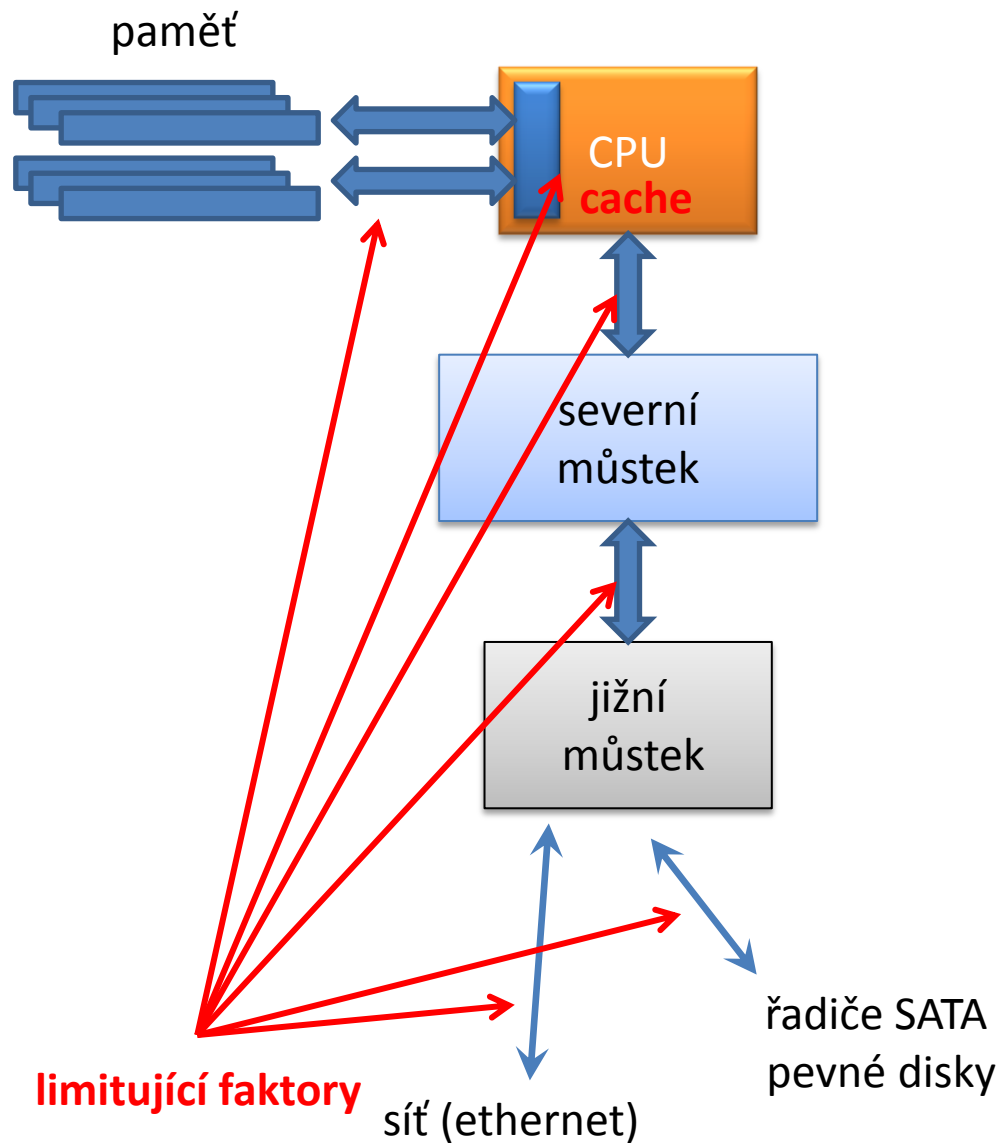 paměť
CPU
cache
severní
můstek
jižní
můstek
řadiče SATA
pevné disky
limitující faktory
síť (ethernet)